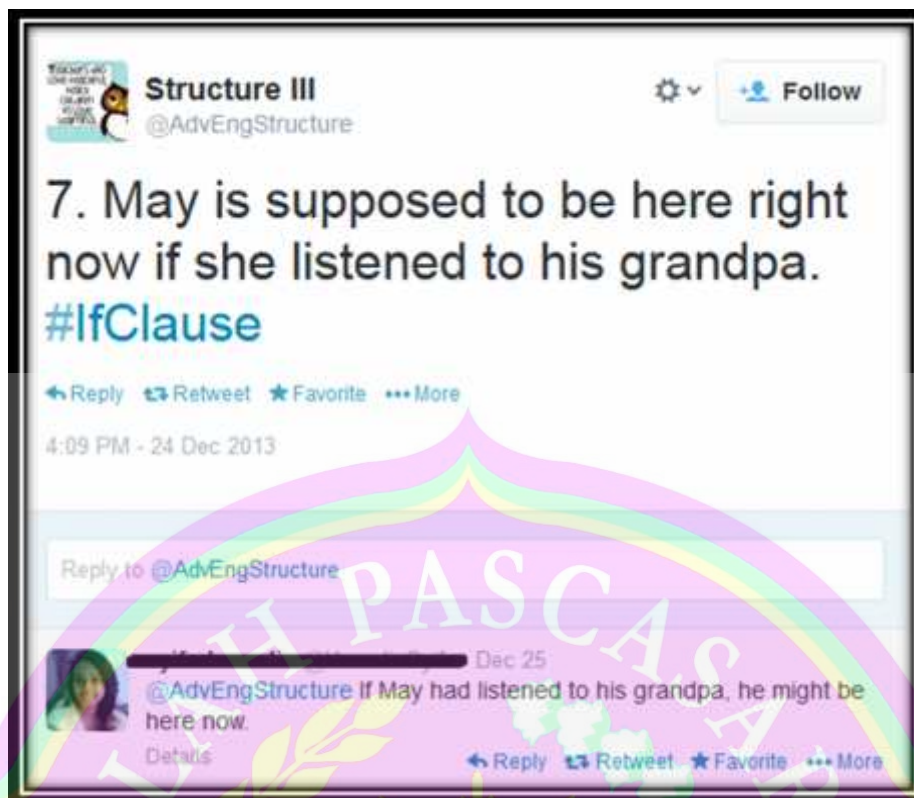 Structure III
@AdvEngStructure
Follow
7. May is supposed to be here right
now if she listened to his grandpa.
#IfClause
Reply Retweet Favorite •••More
4:09 PM - 24 Dec 2013
Reply to @AdvEngStructure
Dec 25
@AdvEngStructure If May had listened to his grandpa, he might be
here now.
Details
Reply Retweet Favorite •••More
LAH PASCASAR